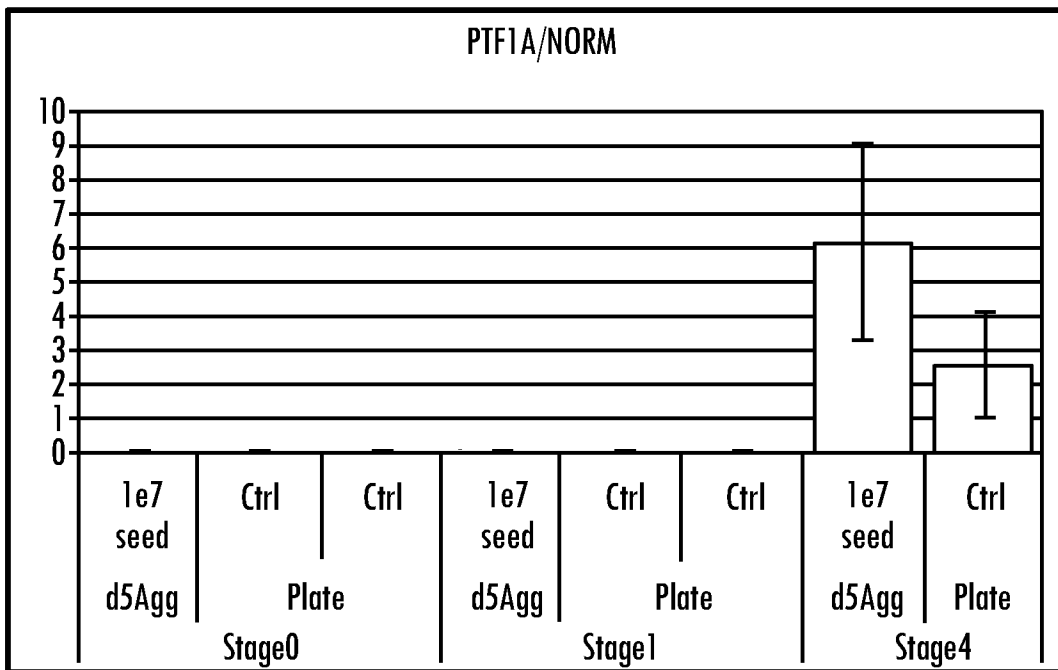 PTF1A/NORM
10
9
8
7
6
5
4
3
2
1
0
1e7 Ctrl Ctrl 1e7 Ctrl Ctrl 1e7 Ctrl
seed seed seed
d5Agg Plate d5Agg Plate d5Agg Plate
Stage0 Stage1 Stage4